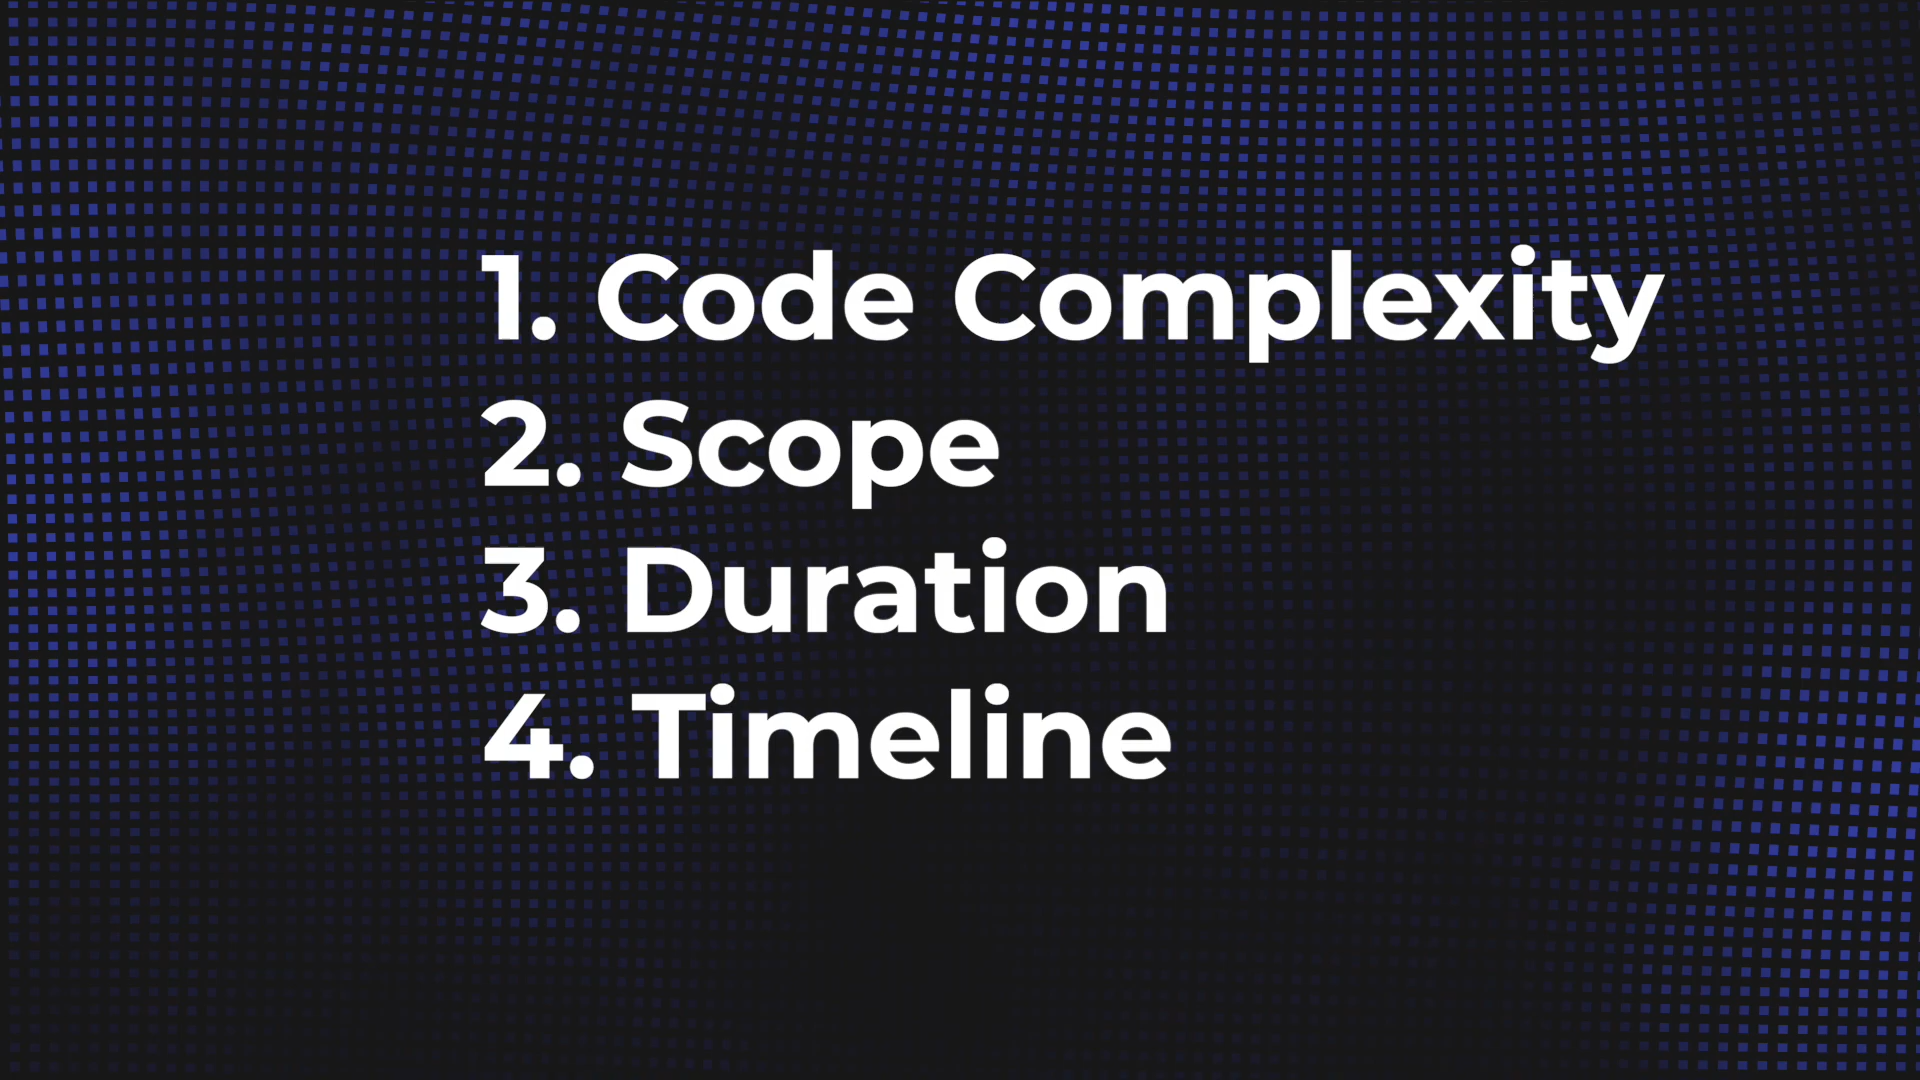 1. Code Complexity
2. Scope
3. Duration
4. Timeline